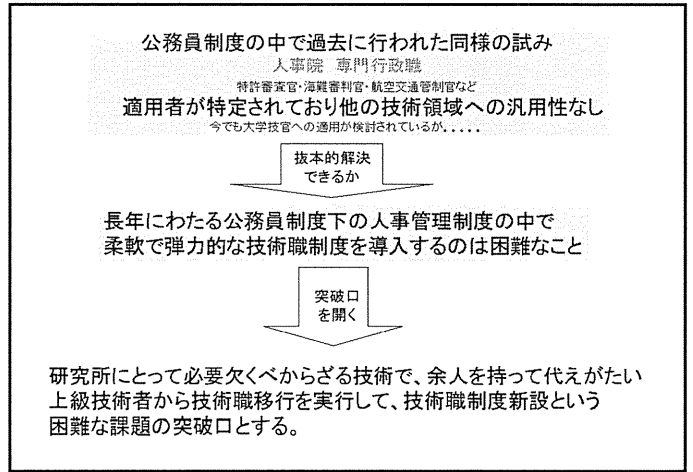 公務員制度の中で過去に行われた同様の試み
人事院 専門行政職
特許審査官・海難審判官・航空交通管制官など
適用者が特定されており他の技術領域への汎用性なし
今でも大学技官への適用が検討されているが.....
抜本的解決
できるか
長年にわたる公務員制度下の人事管理制度の中で
柔軟で弾力的な技術職制度を導入するのは困難なこと
突破口
を開く
研究所にとって必要欠くべからざる技術で、余人を持って代えがたい
上級技術者から技術職移行を実行して、技術職制度新設という
困難な課題の突破口とする。